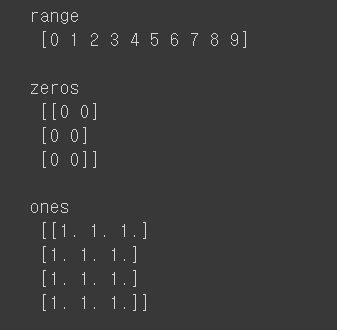 range
[0 1 2 3 4 5 6 7 8 9]
zeros
[[0 0]
[0 0]
[0 0]]
ones
[[1. 1. 1.]
[1. 1. 1.]
[1. 1. 1.]
[1. 1. 1.]]